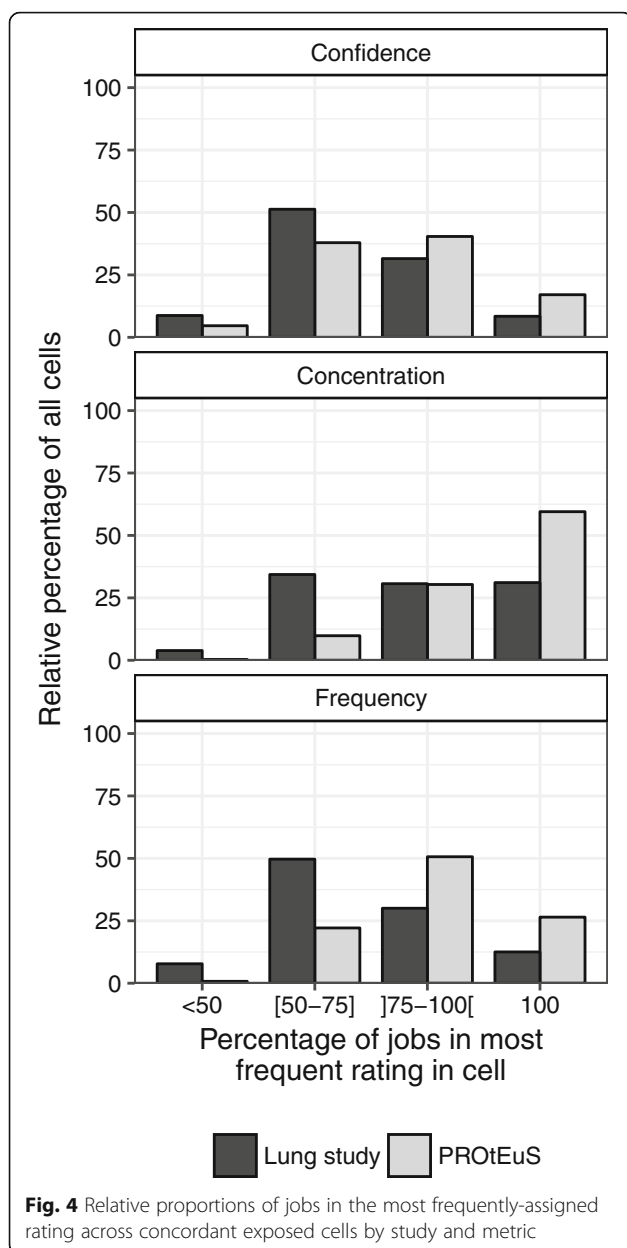 Confidence
100
75
50
25
0
Concentration
100
75
50
25
0
Frequency
100
75
50
25
0
Relative percentage of all cells
<50 [50–75] ]75–100[ 100
Percentage of jobs in most
frequent rating in cell
Lung study PROtEuS
Fig. 4 Relative proportions of jobs in the most frequently-assigned
rating across concordant exposed cells by study and metric